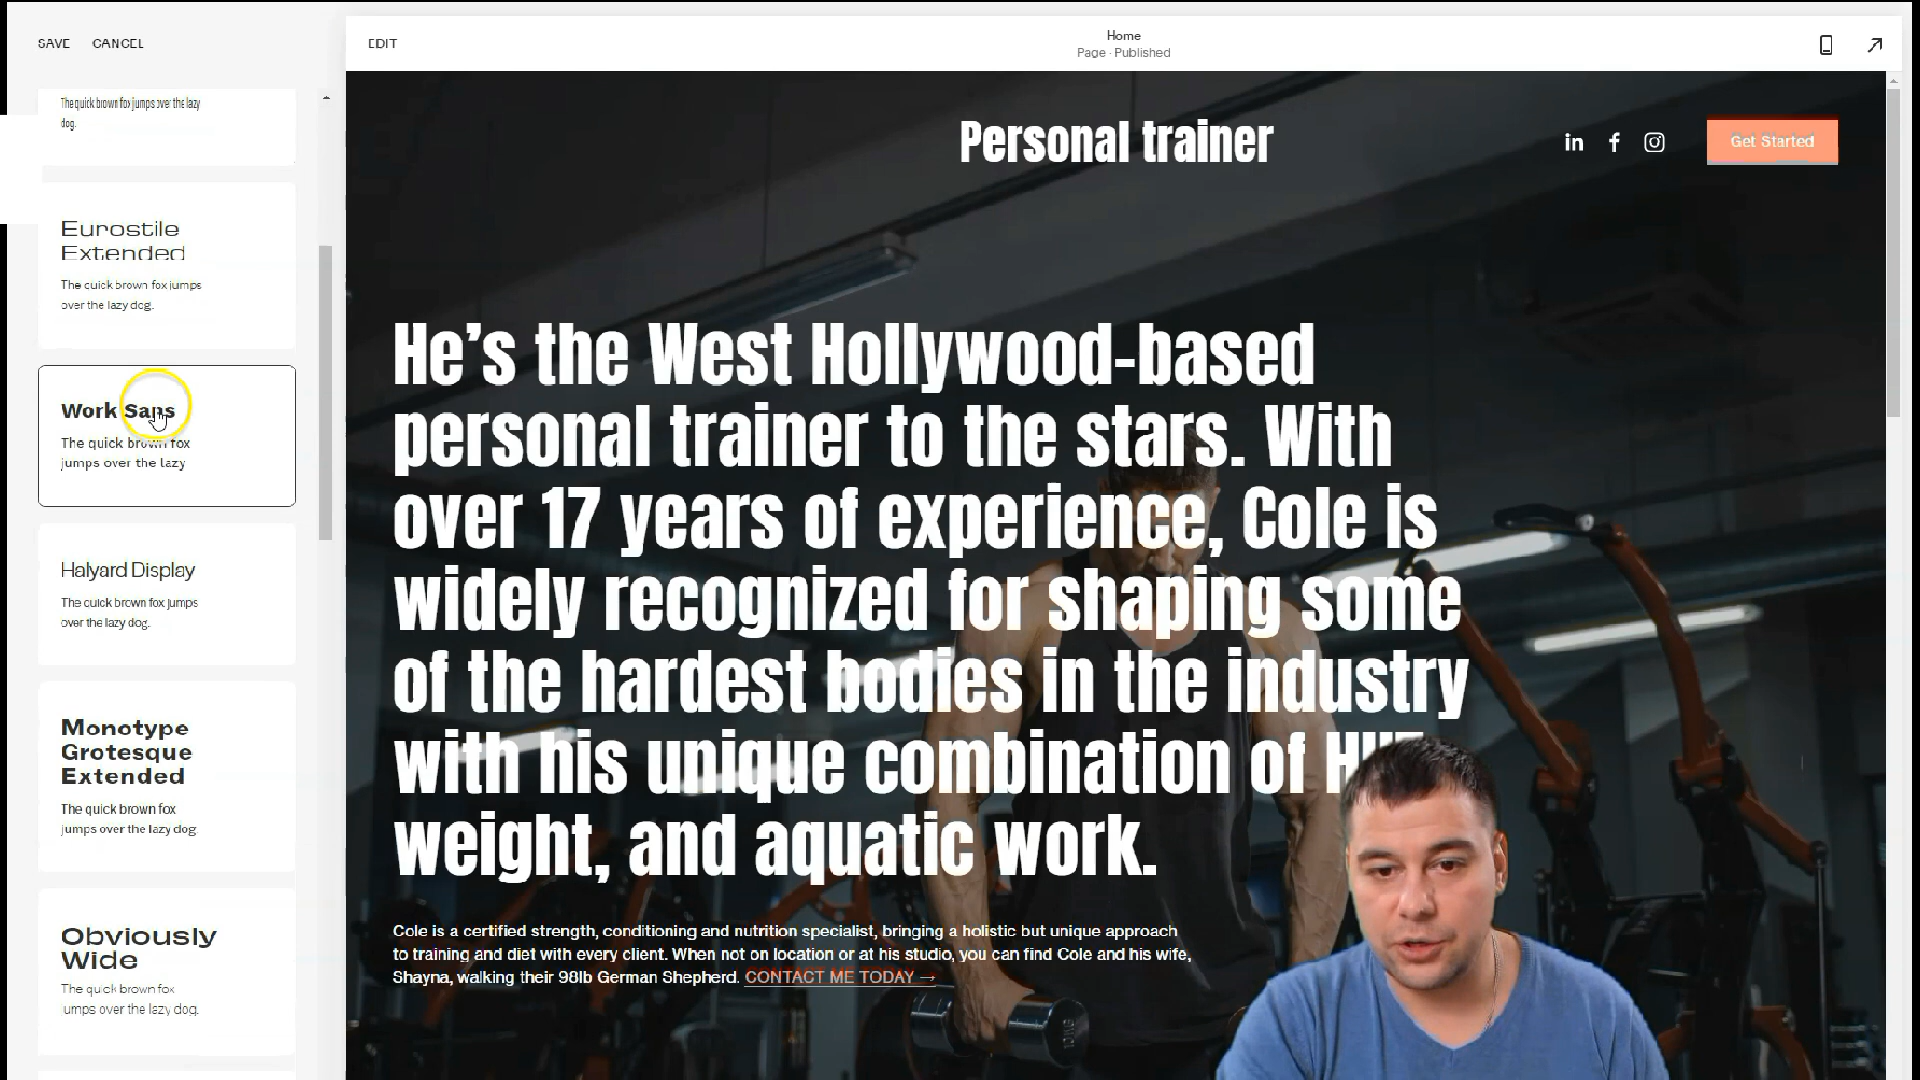 SAVE CANCEL
EDIT
Home
Page · Published
The quick brown fox jumps over the lazy
dog.
Eurostile
Extended
The quick brown fox jumps
over the lazy dog.
Work Sans
The quick brown fox
jumps over the lazy
Halyard Display
The quick brown fox jumps
over the lazy dog.
Monotype
Grotesque
Extended
The quick brown fox
jumps over the lazy dog.
Obviously
Wide
The quick brown fox
jumps over the lazy dog.
Personal trainer
in f
Get Started
He's the West Hollywood-based
personal trainer to the stars. With
over 17 years of experience, Cole is
widely recognized for shaping some
of the hardest bodies in the industry
with his unique combination of
weight, and aquatic work.
Cole is a certified strength, conditioning and nutrition specialist, bringing a holistic but unique approach
to training and diet with every client. When not on location or at his studio, you can find Cole and his wife,
Shayna, walking their 98lb German Shepherd. CONTACT ME TODAY →